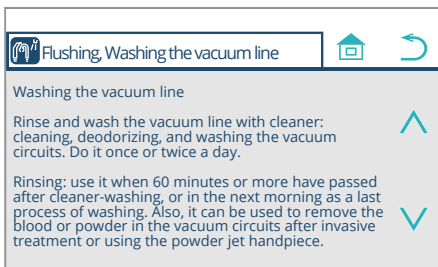 Flushing, Washing the vacuum line
Washing the vacuum line
Rinse and wash the vacuum line with cleaner:
cleaning, deodorizing, and washing the vacuum
circuits. Do it once or twice a day.
Rinsing: use it when 60 minutes or more have passed
after cleaner-washing, or in the next morning as a last
process of washing. Also, it can be used to remove the
blood or powder in the vacuum circuits after invasive
treatment or using the powder jet handpiece.